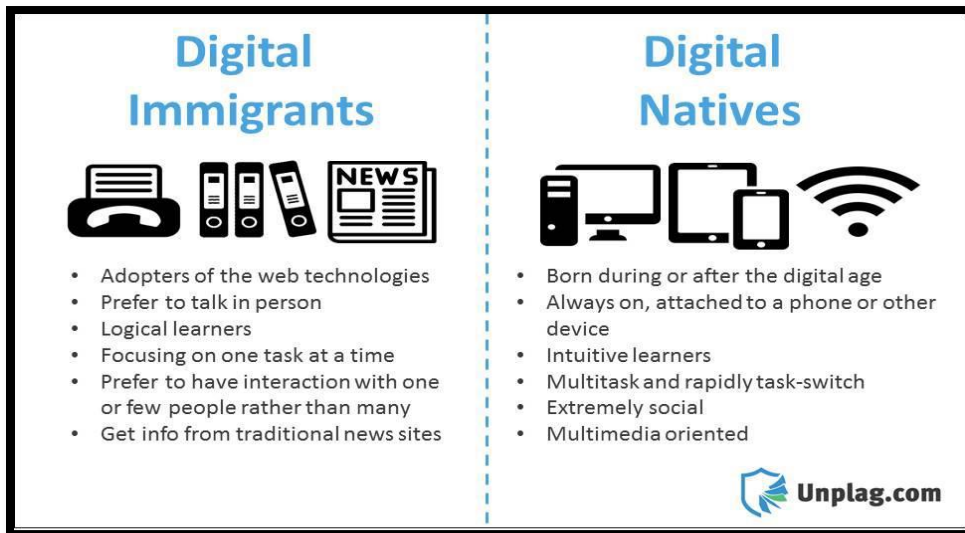 Digital
Immigrants
NEWS
• Adopters of the web technologies
• Prefer to talk in person
• Logical learners
• Focusing on one task at a time
• Prefer to have interaction with one
or few people rather than many
• Get info from traditional news sites
Digital
Natives
• Born during or after the digital age
• Always on, attached to a phone or other
device
• Intuitive learners
• Multitask and rapidly task-switch
• Extremely social
• Multimedia oriented
Unplag.com